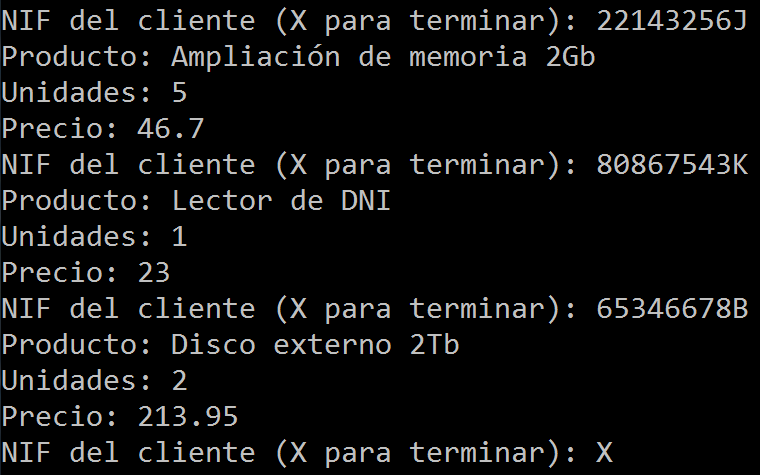 NIF del cliente (X para terminar): 22143256J
Producto: Ampliación de memoria 2Gb
Unidades: 5
Precio: 46.7
NIF del cliente (X para terminar): 80867543K
Producto: Lector de DNI
Unidades: 1
Precio: 23
NIF del cliente (X para terminar): 65346678B
Producto: Disco externo 2Tb
Unidades: 2
Precio: 213.95
NIF del cliente (X para terminar): X